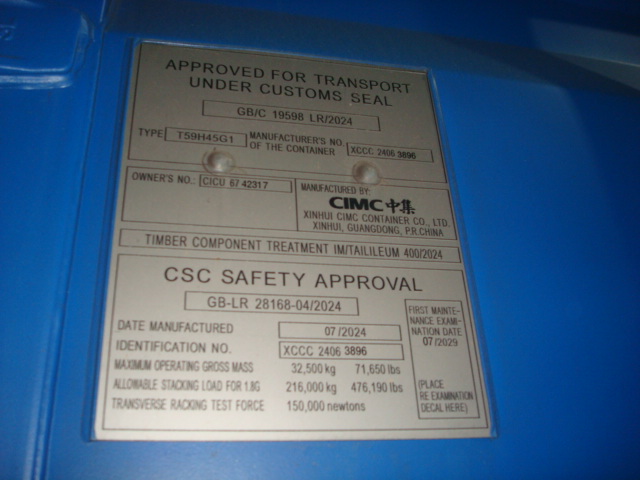 APPROVED FOR TRANSPORT
UNDER CUSTOMS SEAL
GB/C 19598 LR/2024
TYPE T59H45G1 MANUFACTURER'S NO. OF THE CONTAINER XCCC 2406 3896
OWNER'S NO.: CICU 67 42317
MANUFACTURED BY:
CIMC中集
XINHUI CIMC CONTAINER CO., LTD.
XINHUI, GUANGDONG, P.R.CHINA
TIMBER COMPONENT TREATMENT IM/TAILILEUM 400/2024
CSC SAFETY APPROVAL
GB-LR 28168-04/2024
DATE MANUFACTURED 07/2024
IDENTIFICATION NO. XCCC 2406 3896
MAXIMUM OPERATING GROSS MASS 32,500 kg 71,650 lbs
ALLOWABLE STACKING LOAD FOR 1.8G 216,000 kg 476,190 lbs
TRANSVERSE RACKING TEST FORCE 150,000 newtons
FIRST MAINTE-
NANCE EXAMI-
NATION DATE
07/2029
(PLACE
RE EXAMINATION
DECAL HERE)